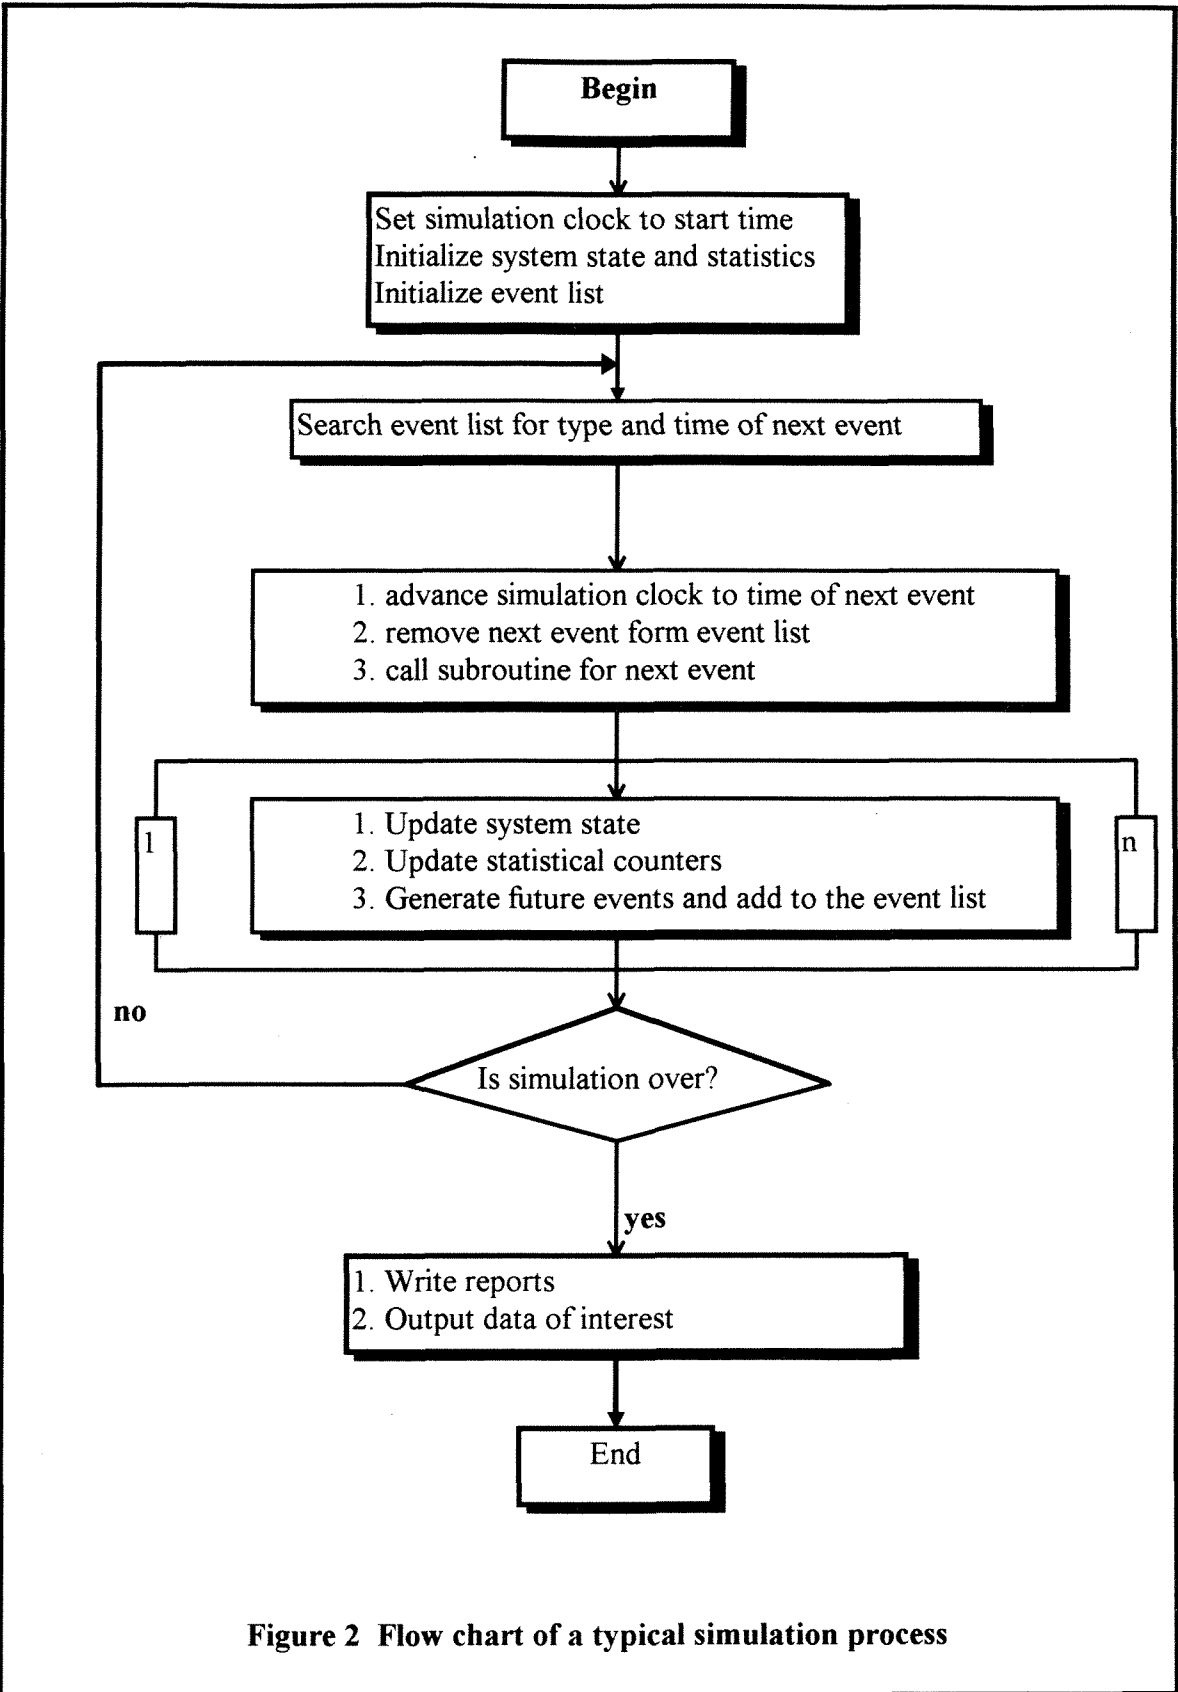 Begin
Set simulation clock to start time
Initialize system state and statistics
Initialize event list
Search event list for type and time of next event
1. advance simulation clock to time of next event
2. remove next event form event list
3. call subroutine for next event
1
1. Update system state
2. Update statistical counters
3. Generate future events and add to the event list
n
no
Is simulation over?
yes
1. Write reports
2. Output data of interest
End
Figure 2 Flow chart of a typical simulation process